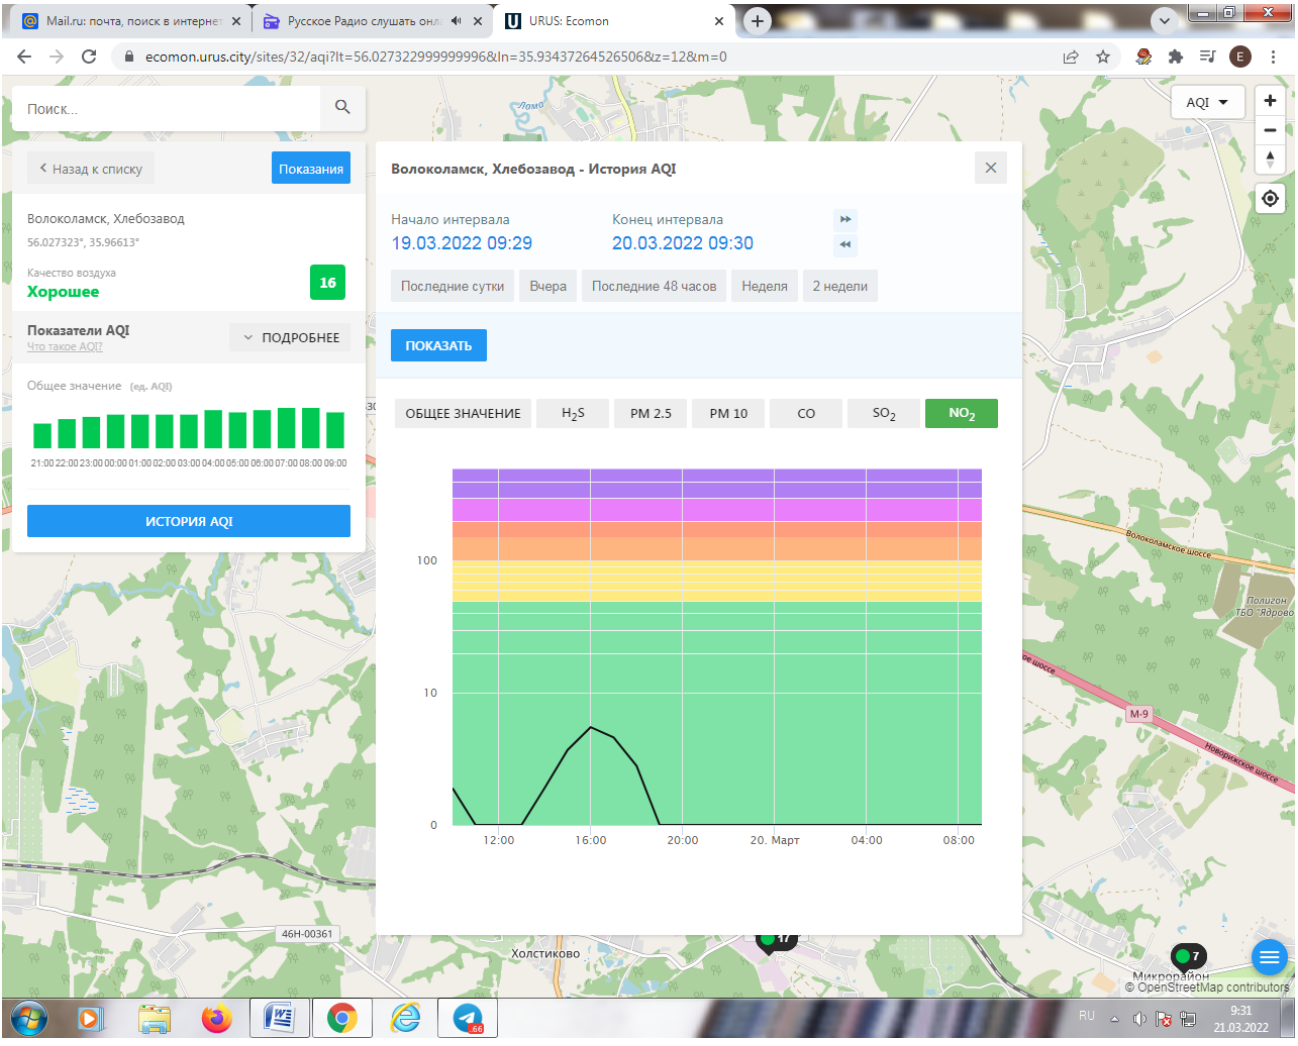 Mail.ru: почта, поиск в интернет
Русское Радио слушать онл
URUS: Ecomon
ecomon.urus.city/sites/32/aqi?lt=56.027322999999996&ln=35.93437264526506&z=12&m=0
E
Поиск...
AQI
Лама
Назад к списку
Показания
Волоколамск, Хлебозавод - История AQI
Волоколамск, Хлебозавод
56.027323°, 35.96613°
Начало интервала
Конец интервала
19.03.2022 09:29
20.03.2022 09:30
Качество воздуха
Хорошее
16
Последние сутки
Вчера
Последние 48 часов
Неделя
2 недели
Показатели AQI
Что такое AQI?
ПОДРОБНЕЕ
ПОКАЗАТЬ
Общее значение (ед. AQI)
21:00 22:00 23:00 00:00 01:00 02:00 03:00 04:00 05:00 06:00 07:00 08:00 09:00
ОБЩЕЕ ЗНАЧЕНИЕ
H2S
PM 2.5
PM 10
CO
SO2
NO2
ИСТОРИЯ AQI
100
10
0
12:00
16:00
20:00
20. Март
04:00
08:00
Волоколамское шоссе
Полигон
ТБО "Ядрово
ое шоссе
М-9
Новорижское шоссе
46Н-00361
Холстиково
17
7
Микрорайон
© OpenStreetMap contributors
66
RU
9:31
21.03.2022